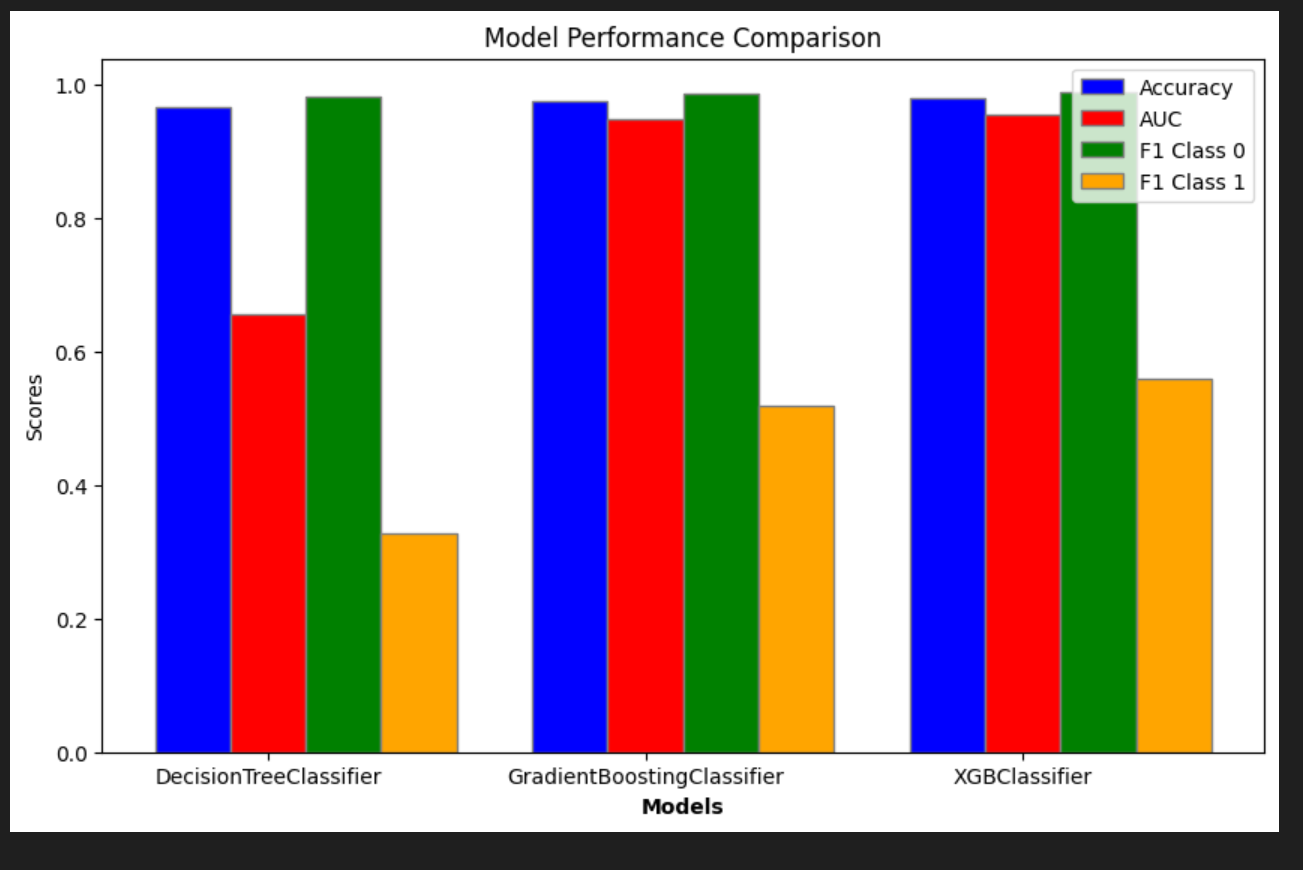 Model Performance Comparison
1.0
0.8
0.6
0.4
0.2
0.0
Scores
Accuracy
AUC
F1 Class 0
F1 Class 1
DecisionTreeClassifier
GradientBoostingClassifier
XGBClassifier
Models